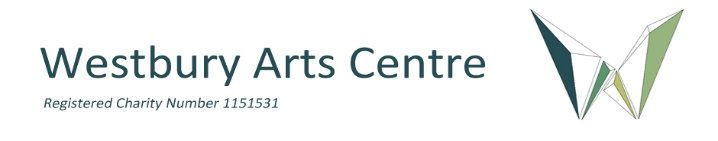 Westbury Arts Centre
Registered Charity Number 1151531